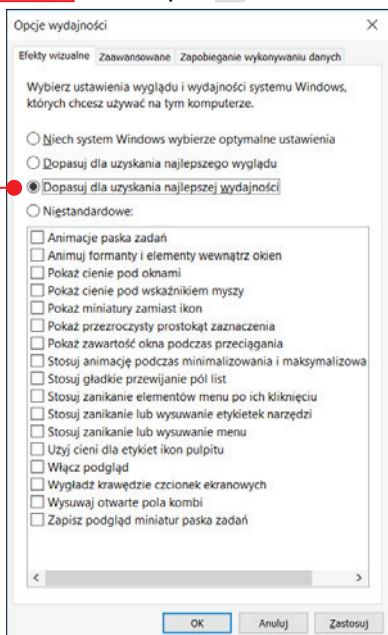 Opcje wydajności
Efekty wizualne Zaawansowane Zapobieganie wykonywaniu danych
Wybierz ustawienia wyglądu i wydajności systemu Windows,
których chcesz używać na tym komputerze.
Niech system Windows wybierze optymalne ustawienia
Dopasuj dla uzyskania najlepszego wyglądu
Dopasuj dla uzyskania najlepszej wydajności
Niestandardowe:
Animacje paska zadań
Animuj formanty i elementy wewnątrz okien
Pokaż cienie pod oknami
Pokaż cienie pod wskaźnikiem myszy
Pokaż miniatury zamiast ikon
Pokaż przezroczysty prostokąt zaznaczenia
Pokaż zawartość okna podczas przeciągania
Stosuj animację podczas minimalizowania i maksymalizowa
Stosuj gładkie przewijanie pól list
Stosuj zanikanie elementów menu po ich kliknięciu
Stosuj zanikanie lub wysuwanie etykietek narzędzi
Stosuj zanikanie lub wysuwanie menu
Użyj cieni dla etykiet ikon pulpitu
Włącz podgląd
Wygładź krawędzie czcionek ekranowych
Wysuwaj otwarte pola kombi
Zapisz podgląd miniatur paska zadań
OK Anuluj Zastosuj